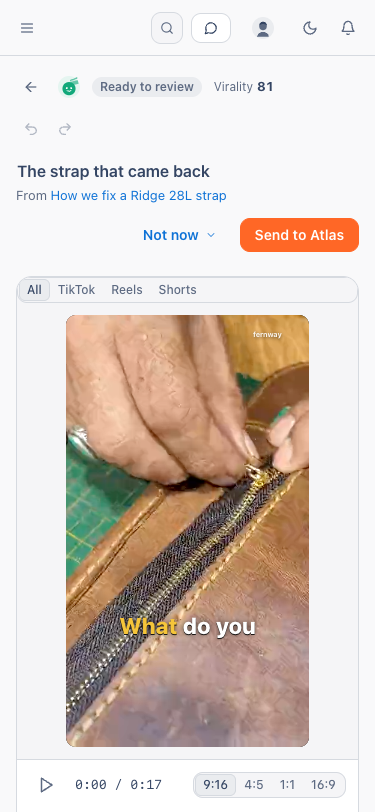 Ready to review
Virality 81
The strap that came back
From How we fix a Ridge 28L strap
Not now
Send to Atlas
All TikTok Reels Shorts
fernway
What do you
0:00 / 0:17
9:16 4:5 1:1 16:9